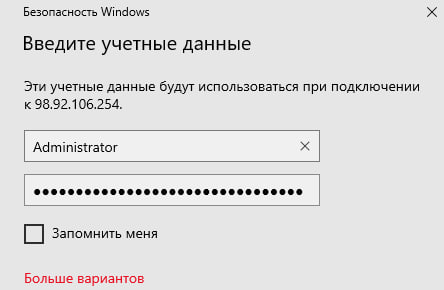 Безопасность Windows
Введите учетные данные
Эти учетные данные будут использоваться при подключении
к 98.92.106.254.
Administrator
Запомнить меня
Больше вариантов